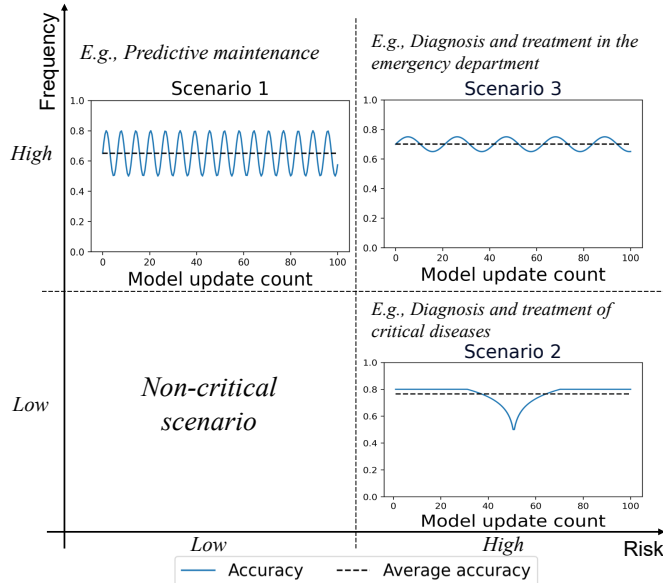 Frequency
E.g., Predictive maintenance
Scenario 1
1.0
0.8
0.6
0.4
0.2
0.0
0 20 40 60 80 100
Model update count
E.g., Diagnosis and treatment in the
emergency department
Scenario 3
1.0
0.8
0.6
0.4
0.2
0.0
0 20 40 60 80 100
Model update count
High
Non-critical
scenario
E.g., Diagnosis and treatment of
critical diseases
Scenario 2
1.0
0.8
0.6
0.4
0.2
0.0
0 20 40 60 80 100
Model update count
Low
Low
High
Risk
Accuracy
Average accuracy